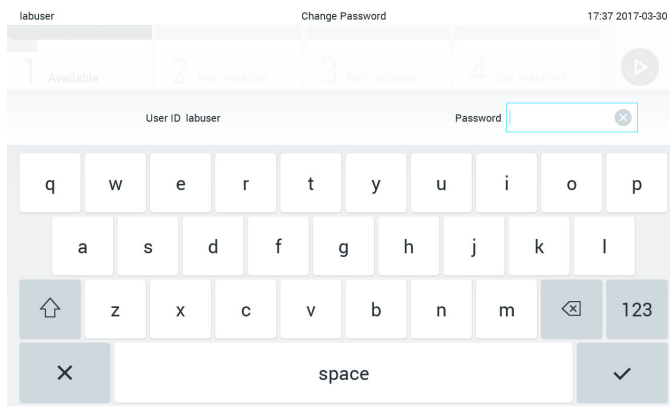 labuser Change Password 17:37 2017-03-30
1 Available 2 Not Installed 3 Not Installed 4 Not Installed
User ID labuser Password
q w e r t y u i o p
a s d f g h j k l
z x c v b n m 123
space